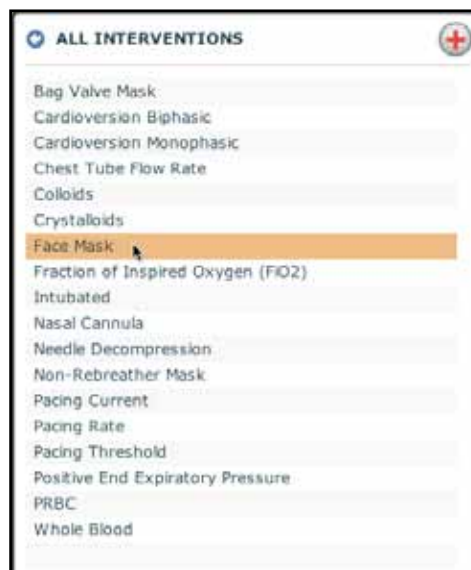 ALL INTERVENTIONS
Bag Valve Mask
Cardioversion Biphasic
Cardioversion Monophasic
Chest Tube Flow Rate
Colloids
Crystalloids
Face Mask
Fraction of Inspired Oxygen (FiO2)
Intubated
Nasal Cannula
Needle Decompression
Non-Rebreather Mask
Pacing Current
Pacing Rate
Pacing Threshold
Positive End Expiratory Pressure
PRBC
Whole Blood